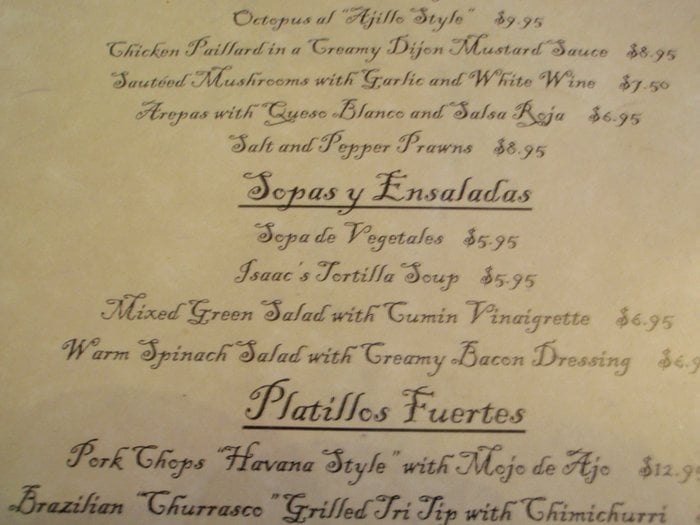 Octopus al "Ajillo Style" $9.95
Chicken Paillard in a Creamy Dijon Mustard Sauce $8.95
Sautéed Mushrooms with Garlic and White Wine $7.50
Arepas with Queso Blanco and Salsa Roja $6.95
Salt and Pepper Prawns $8.95
Sopas y Ensaladas
Sopa de Vegetales $5.95
Isaac's Tortilla Soup $5.95
Mixed Green Salad with Cumin Vinaigrette $6.95
Warm Spinach Salad with Creamy Bacon Dressing $6.9
Platillos Fuertes
Pork Chops "Havana Style" with Mojo de Ajo $12.9
Brazilian "Churrasco" Grilled Tri Tip with Chimichurri